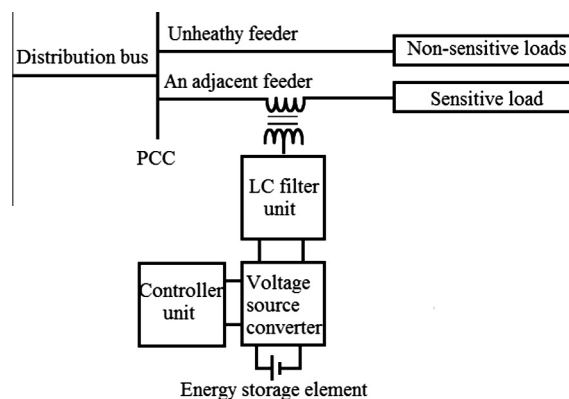 Unheathy feeder
Non-sensitive loads
Distribution bus
An adjacent feeder
Sensitive load
PCC
LC filter
unit
Controller
unit
Voltage
source
converter
Energy storage element